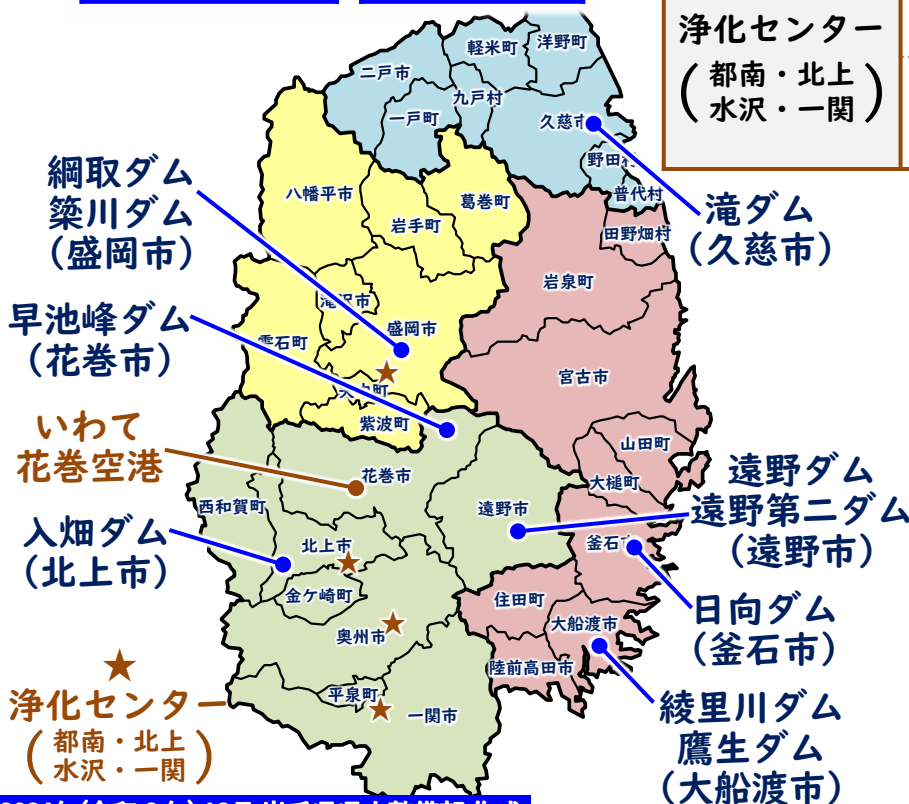 浄化センター
(都南・北上
水沢・一関)
軽米町
洋野町
二戸市
九戸村
一戸町
久慈市
野田村
普代村
綱取ダム
簗川ダム
(盛岡市)
八幡平市
葛巻町
岩手町
滝ダム
(久慈市)
田野畑村
岩泉町
滝沢市
早池峰ダム
(花巻市)
盛岡市
雫石町
宮古市
矢巾町
紫波町
いわて
花巻空港
山田町
大槌町
花巻市
西和賀町
遠野市
遠野ダム
遠野第二ダム
(遠野市)
入畑ダム
(北上市)
北上市
釜石市
金ケ崎町
住田町
大船渡市
日向ダム
(釜石市)
奥州市
陸前高田市
★
浄化センター
(都南・北上
水沢・一関)
平泉町
一関市
綾里川ダム
鷹生ダム
(大船渡市)